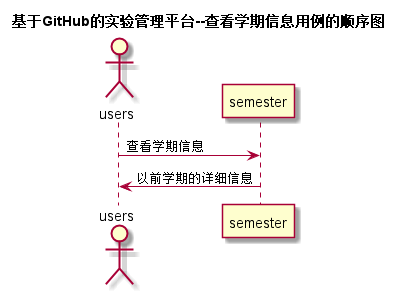 基于GitHub的实验管理平台--查看学期信息用例的顺序图
users
semester
查看学期信息
以前学期的详细信息
users
semester